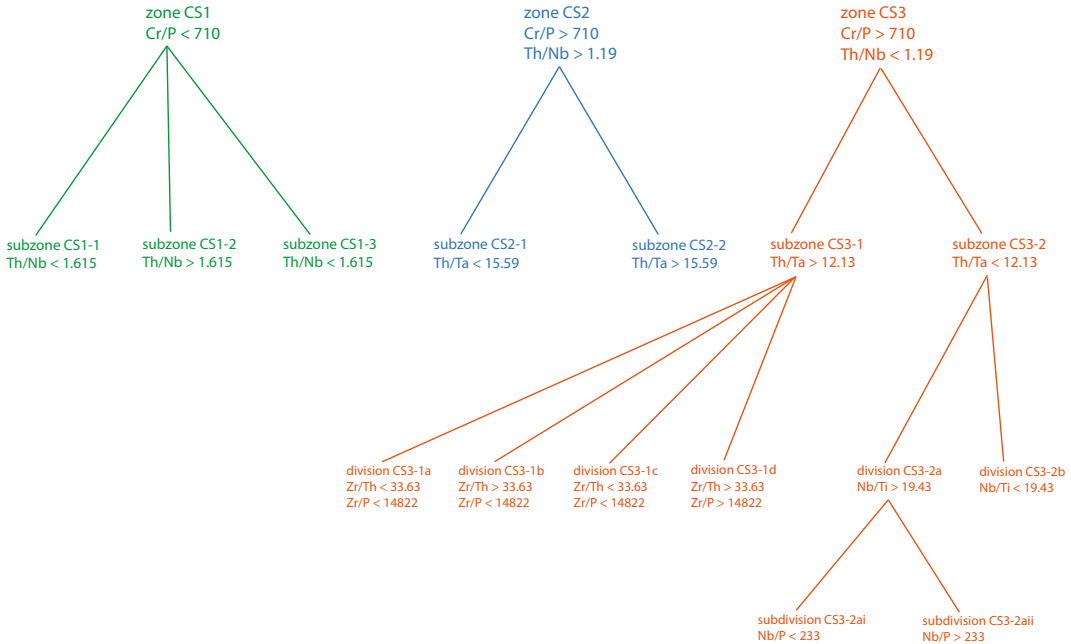 zone CS1
Cr/P < 710
zone CS2
Cr/P > 710
Th/Nb > 1.19
zone CS3
Cr/P > 710
Th/Nb < 1.19
subzone CS1-1
Th/Nb < 1.615
subzone CS1-2
Th/Nb > 1.615
subzone CS1-3
Th/Nb < 1.615
subzone CS2-1
Th/Ta < 15.59
subzone CS2-2
Th/Ta > 15.59
subzone CS3-1
Th/Ta > 12.13
subzone CS3-2
Th/Ta < 12.13
division CS3-1a
Zr/Th < 33.63
Zr/P < 14822
division CS3-1b
Zr/Th > 33.63
Zr/P < 14822
division CS3-1c
Zr/Th < 33.63
Zr/P < 14822
division CS3-1d
Zr/Th > 33.63
Zr/P > 14822
division CS3-2a
Nb/Ti > 19.43
division CS3-2b
Nb/Ti < 19.43
subdivision CS3-2ai
Nb/P < 233
subdivision CS3-2aii
Nb/P > 233